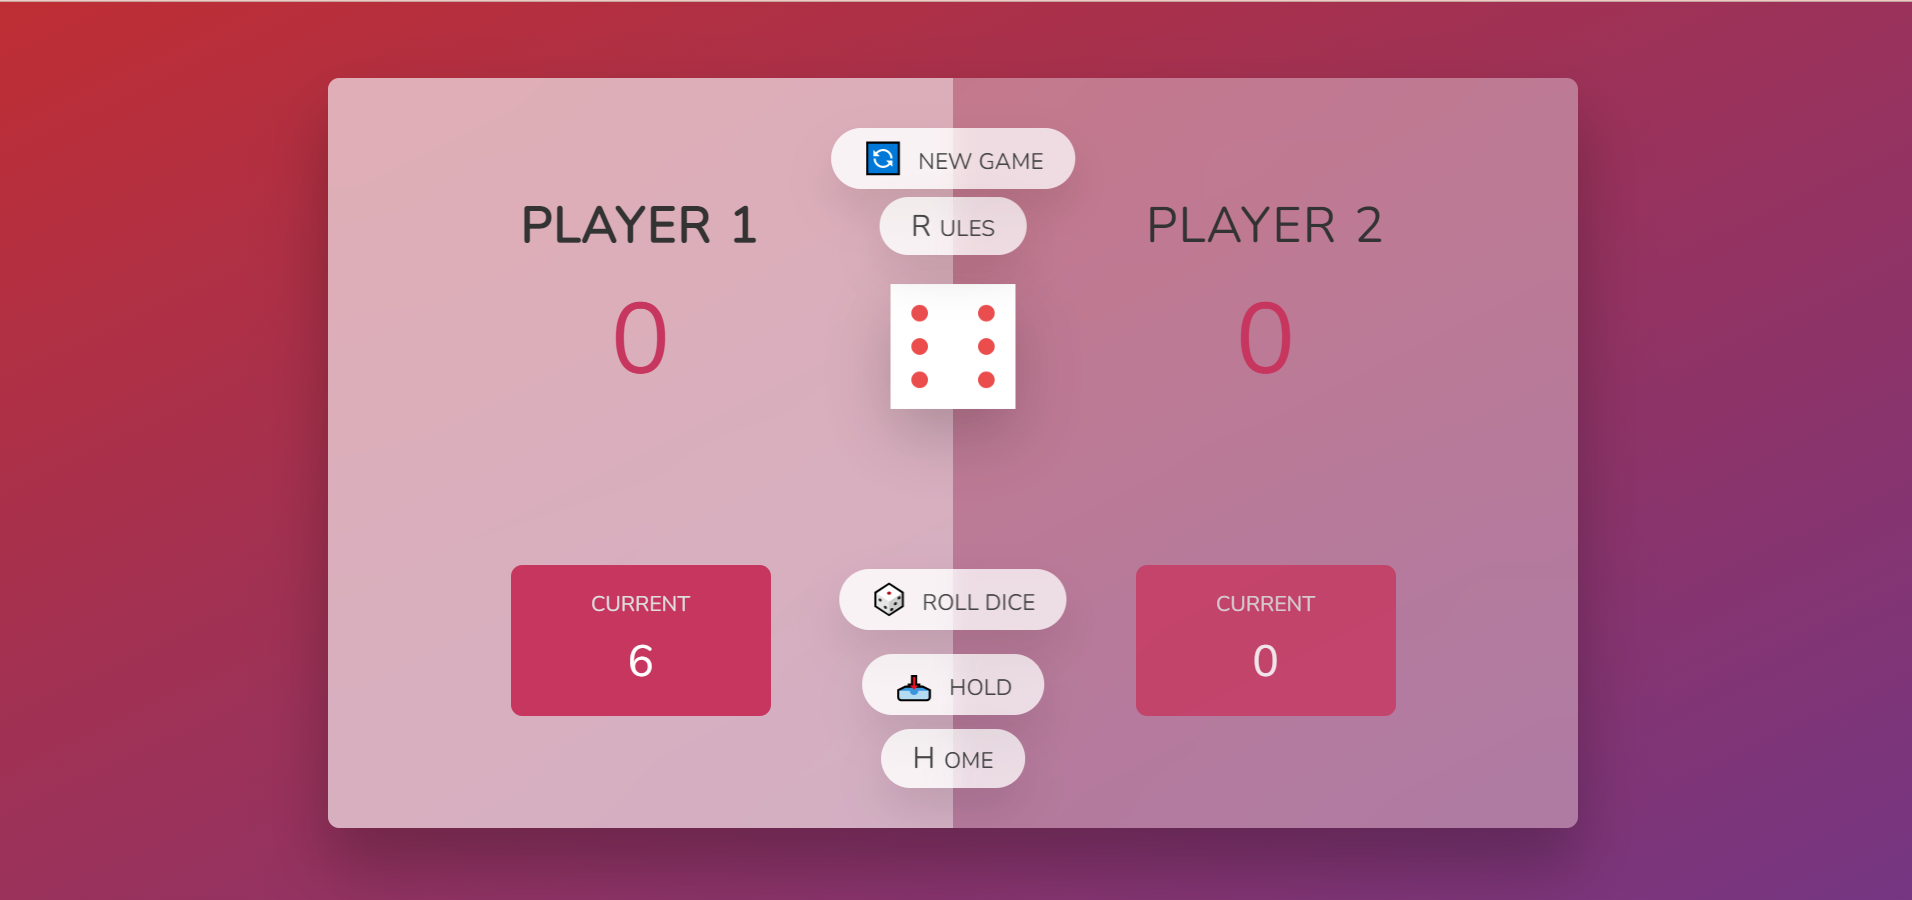 NEW GAME
R ULES
PLAYER 1
0
PLAYER 2
0
CURRENT
6
ROLL DICE
HOLD
H OME
CURRENT
0